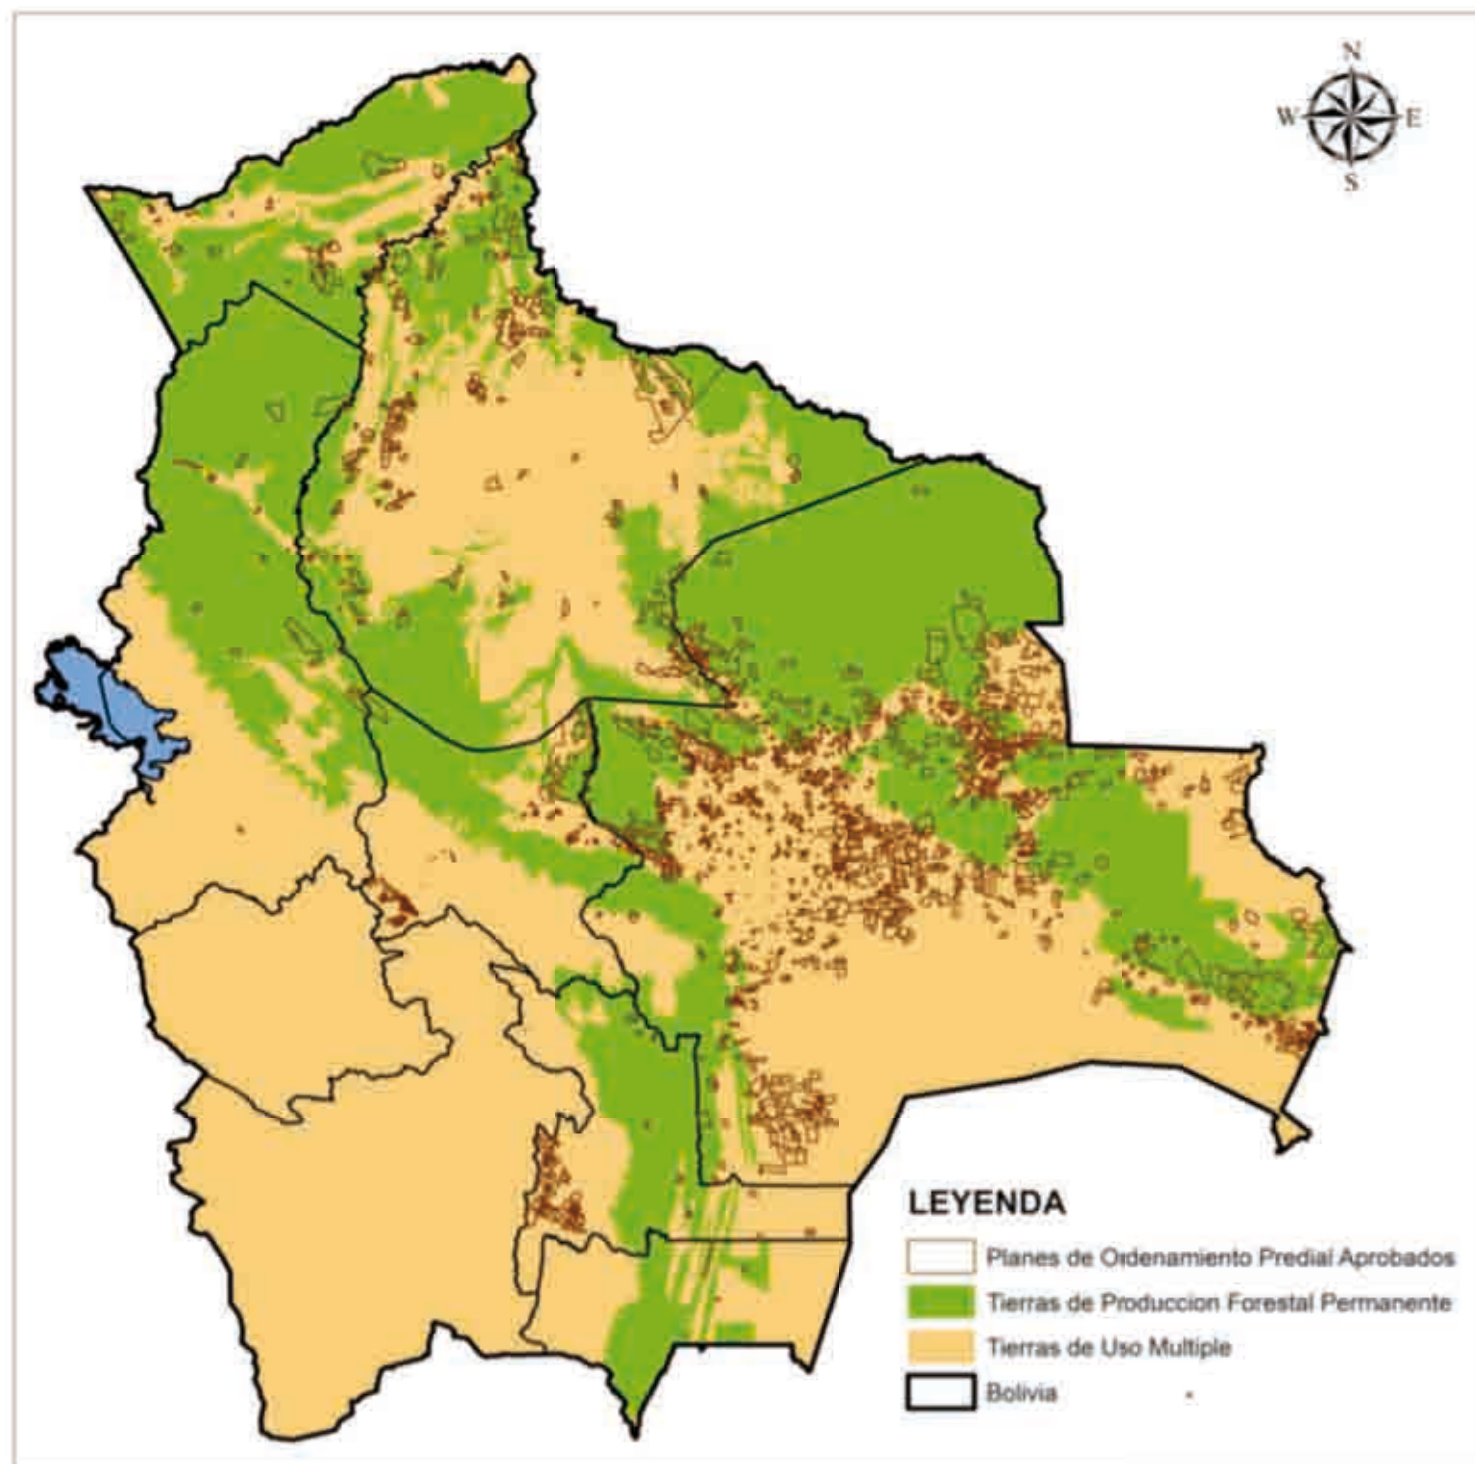 N
W E
S
LEYENDA
Planes de Ordenamiento Predial Aprobados
Tierras de Produccion Forestal Permanente
Tierras de Uso Multiple
Bolivia